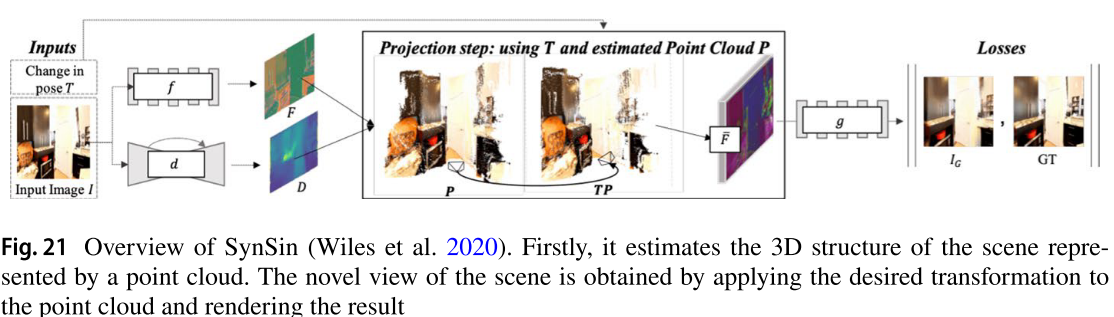 Inputs
Change in
pose T
Input Image I
f
d
F
D
Projection step: using T and estimated Point Cloud P
P
TP
F̄
g
Losses
I_G
,
GT
Fig. 21 Overview of SynSin (Wiles et al. 2020). Firstly, it estimates the 3D structure of the scene repre-
sented by a point cloud. The novel view of the scene is obtained by applying the desired transformation to
the point cloud and rendering the result